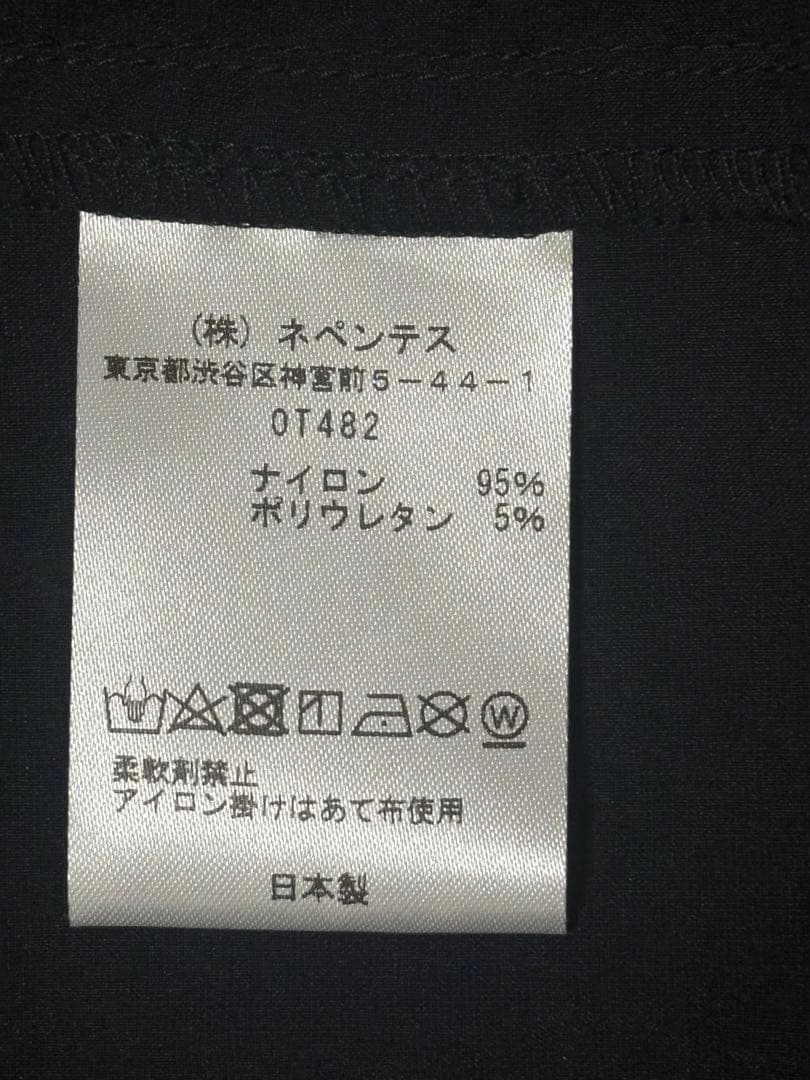 (株) ネペンテス
東京都渋谷区神宮前5-44-1
OT482
ナイロン 95%
ポリウレタン 5%
W
柔軟剤禁止
アイロン掛けはあて布使用
日本製